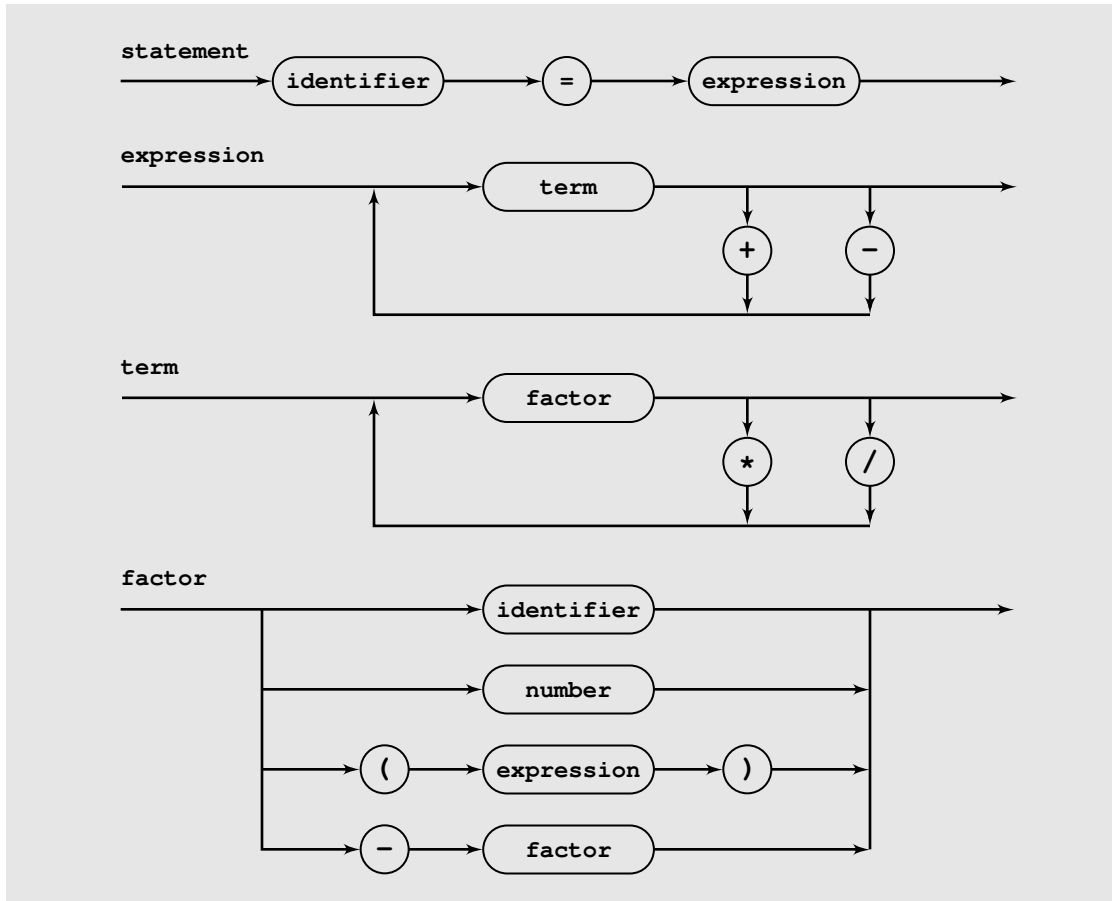 statement
identifier = expression
expression
term
+ -
term
factor
* /
factor
identifier
number
( expression )
- factor